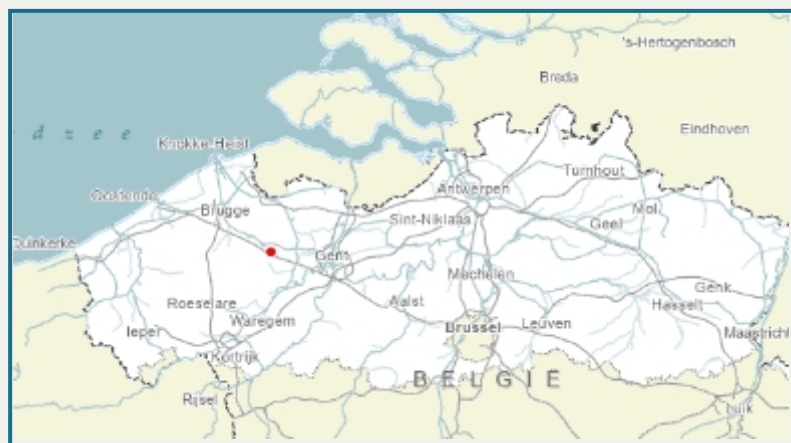 's-Hertogenbosch
Breda
dzee
Eindhoven
Knokke-Heist
Turnhout
Antwerpen
Oostende
Mol
Brugge
Sint-Niklaas
Geel
Duinkerke
Gent
Mechelen
Genk
Roeselare
Aalst
Hasselt
Ieper
Waregem
Brussel
Leuven
Maastricht
Kortrijk
BELGIË
Rijsel
Luik